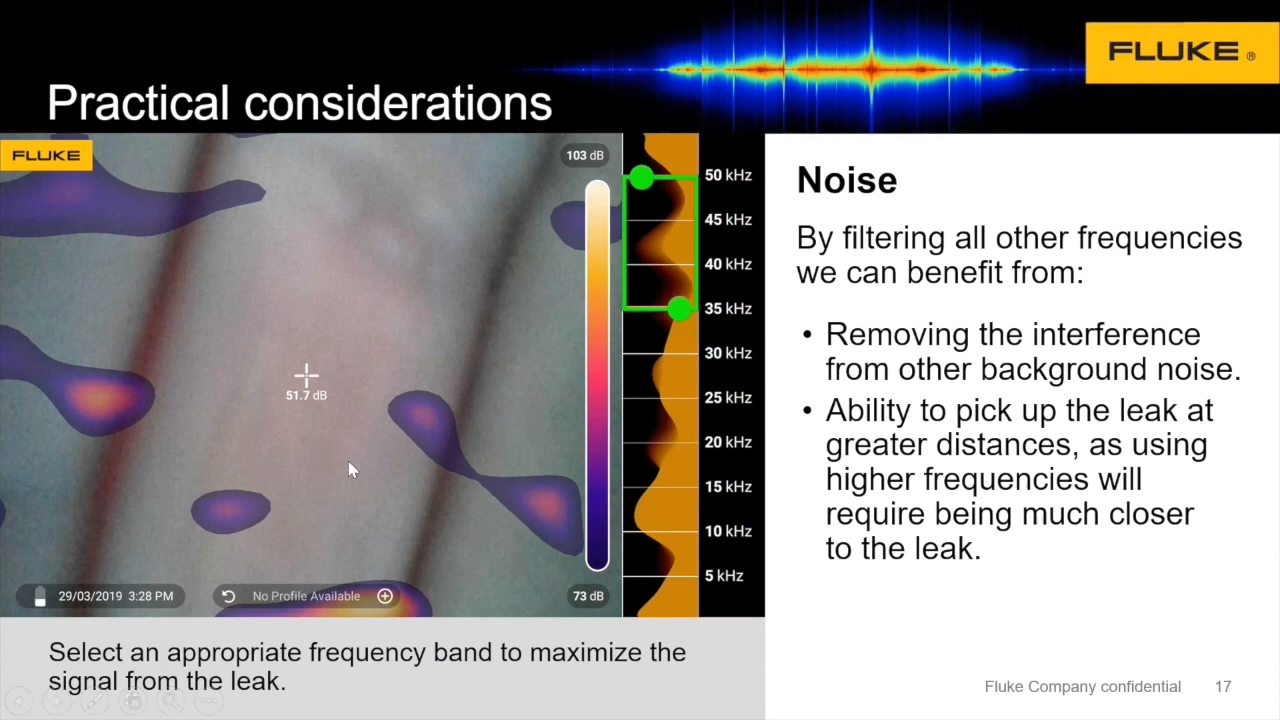 FLUKE ®
Practical considerations
FLUKE
103 dB
50 kHz
45 kHz
40 kHz
35 kHz
30 kHz
25 kHz
20 kHz
15 kHz
10 kHz
5 kHz
51.7 dB
29/03/2019 3:28 PM
No Profile Available
73 dB
Select an appropriate frequency band to maximize the
signal from the leak.
Noise
By filtering all other frequencies
we can benefit from:
• Removing the interference
from other background noise.
• Ability to pick up the leak at
greater distances, as using
higher frequencies will
require being much closer
to the leak.
Fluke Company confidential 17